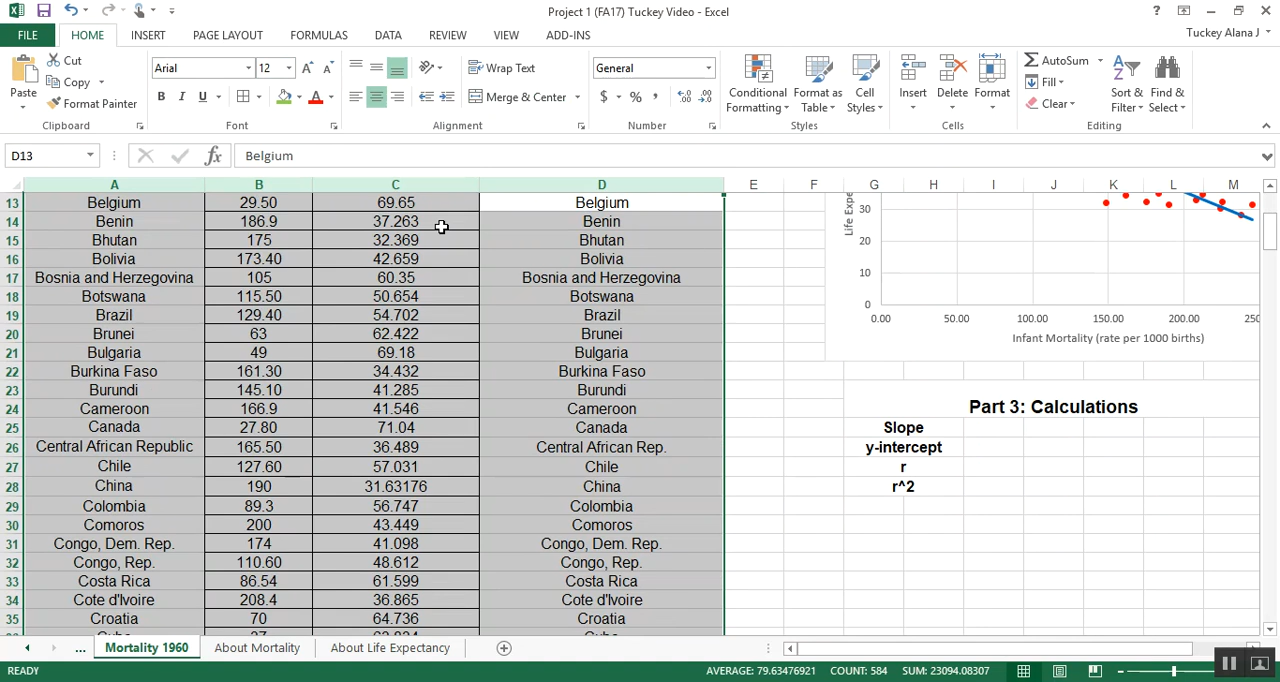 Project 1 (FA17) Tuckey Video - Excel
FILE HOME INSERT PAGE LAYOUT FORMULAS DATA REVIEW VIEW ADD-INS
Tuckey Alana J
Paste
Cut
Copy
Format Painter
Clipboard
Arial 12
B I U A
Font
Wrap Text
Merge & Center
Alignment
General
$ % ,
Number
Conditional Formatting
Format as Table
Cell Styles
Styles
Insert Delete Format
Cells
AutoSum
Fill
Clear
Sort & Filter
Find & Select
Editing
D13 fx Belgium
A B C D E F G H I J K L M
13 Belgium 29.50 69.65 Belgium
14 Benin 186.9 37.263 Benin
15 Bhutan 175 32.369 Bhutan
16 Bolivia 173.40 42.659 Bolivia
17 Bosnia and Herzegovina 105 60.35 Bosnia and Herzegovina
18 Botswana 115.50 50.654 Botswana
19 Brazil 129.40 54.702 Brazil
20 Brunei 63 62.422 Brunei
21 Bulgaria 49 69.18 Bulgaria
22 Burkina Faso 161.30 34.432 Burkina Faso
23 Burundi 145.10 41.285 Burundi
24 Cameroon 166.9 41.546 Cameroon
25 Canada 27.80 71.04 Canada
26 Central African Republic 165.50 36.489 Central African Rep.
27 Chile 127.60 57.031 Chile
28 China 190 31.63176 China
29 Colombia 89.3 56.747 Colombia
30 Comoros 200 43.449 Comoros
31 Congo, Dem. Rep. 174 41.098 Congo, Dem. Rep.
32 Congo, Rep. 110.60 48.612 Congo, Rep.
33 Costa Rica 86.54 61.599 Costa Rica
34 Cote d'Ivoire 208.4 36.865 Cote d'Ivoire
35 Croatia 70 64.736 Croatia
Life Expe
30
20
10
0
0.00 50.00 100.00 150.00 200.00 250
Infant Mortality (rate per 1000 births)
Part 3: Calculations
Slope
y-intercept
r
r^2
... Mortality 1960 About Mortality About Life Expectancy
READY AVERAGE: 79.63476921 COUNT: 584 SUM: 23094.08307